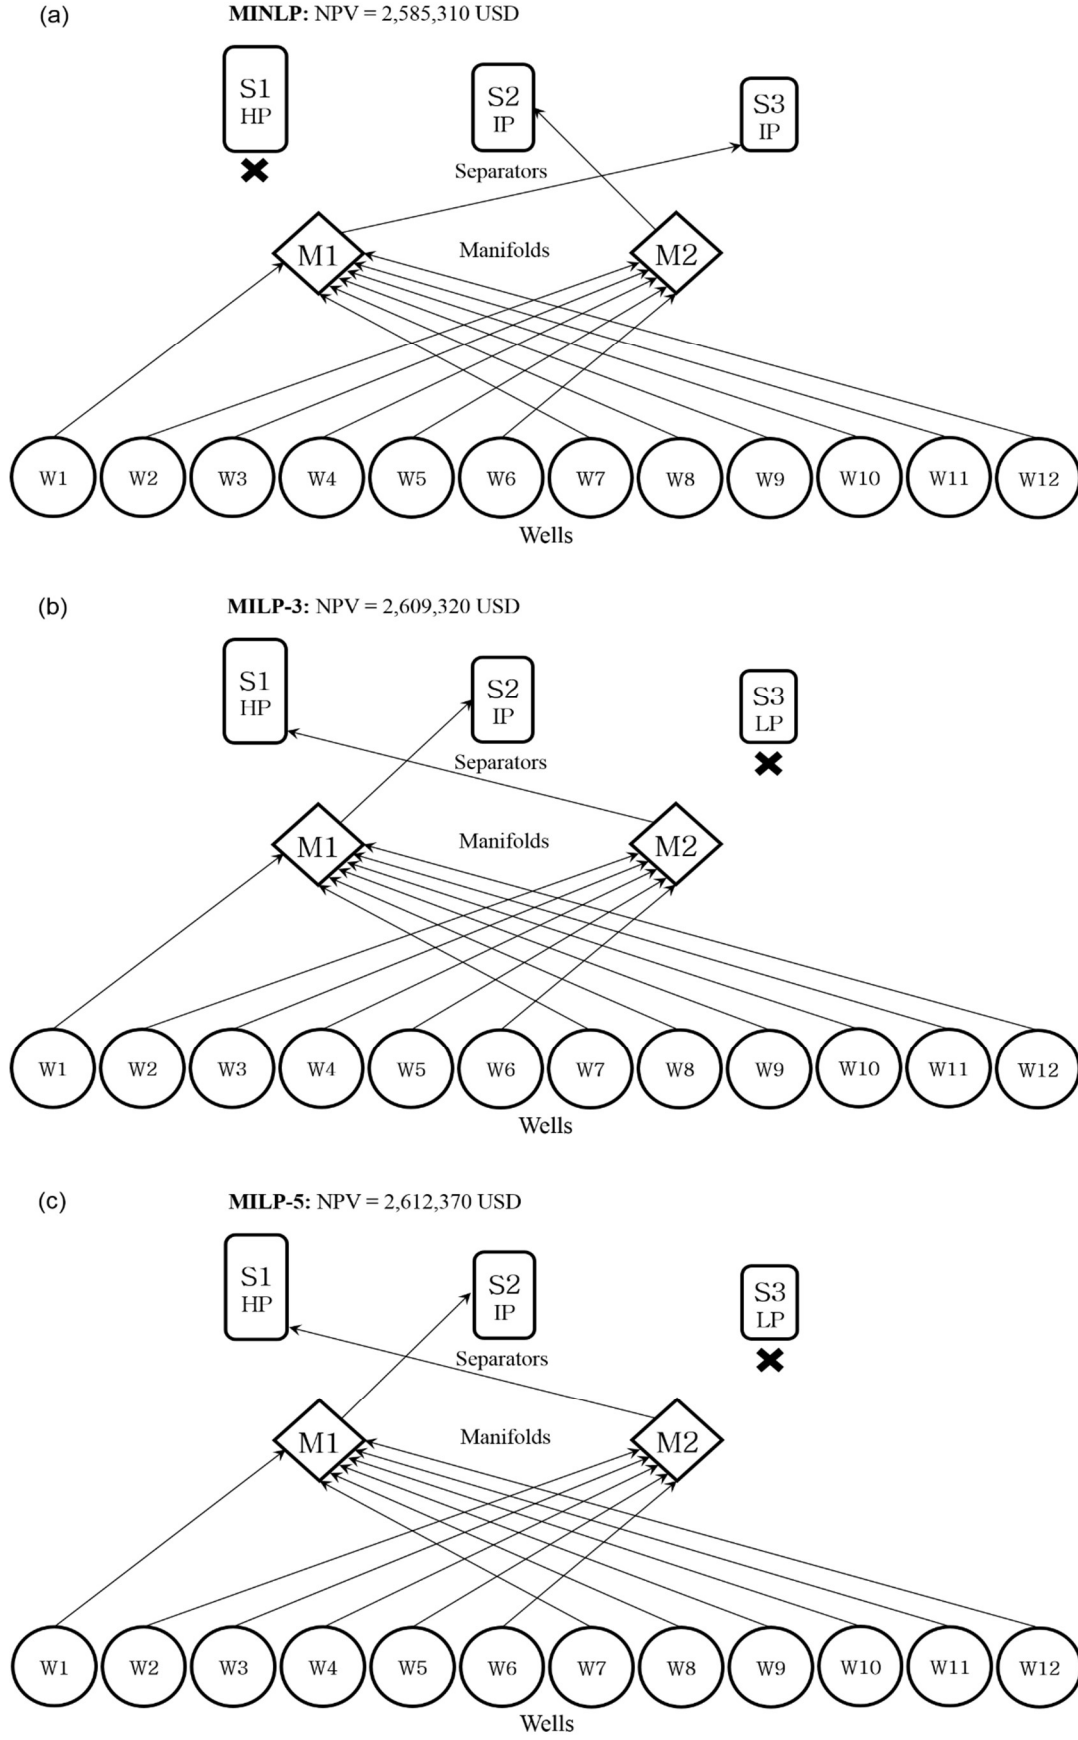 (a)
MINLP: NPV = 2,585,310 USD
S1
HP
S2
IP
S3
IP
Separators
M1
Manifolds
M2
W1 W2 W3 W4 W5 W6 W7 W8 W9 W10 W11 W12
Wells
(b)
MILP-3: NPV = 2,609,320 USD
S1
HP
S2
IP
S3
LP
Separators
M1
Manifolds
M2
W1 W2 W3 W4 W5 W6 W7 W8 W9 W10 W11 W12
Wells
(c)
MILP-5: NPV = 2,612,370 USD
S1
HP
S2
IP
S3
LP
Separators
M1
Manifolds
M2
W1 W2 W3 W4 W5 W6 W7 W8 W9 W10 W11 W12
Wells